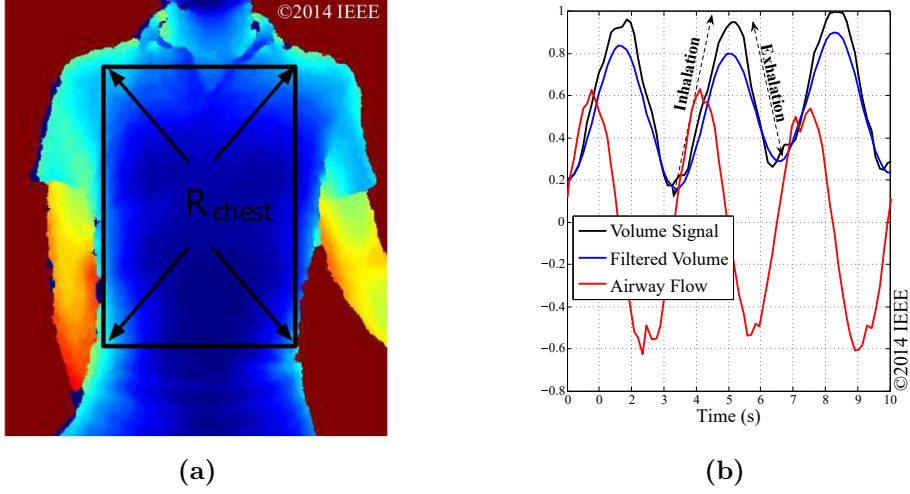 ©2014 IEEE
R chest
(a)
1
0.8
0.6
0.4
0.2
0
−0.2
−0.4
−0.6
−0.8
Inhalation
Exhalation
Volume Signal
Filtered Volume
Airway Flow
0 0 2 3 4 5 6 7 8 9 10
Time (s)
©2014 IEEE
(b)